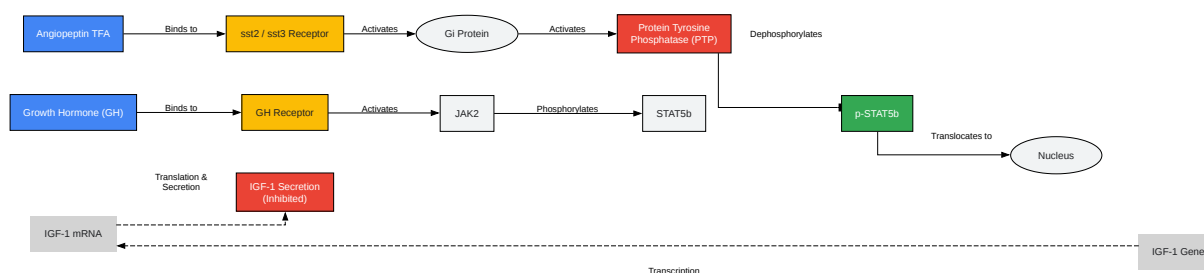 Angiopeptin TFA
Binds to
sst2 / sst3 Receptor
Activates
Gi Protein
Activates
Protein Tyrosine
Phosphatase (PTP)
Dephosphorylates
Growth Hormone (GH)
Binds to
GH Receptor
Activates
JAK2
Phosphorylates
STAT5b
p-STAT5b
Translocates to
Nucleus
Translation &
Secretion
IGF-1 Secretion
(Inhibited)
IGF-1 mRNA
IGF-1 Gene
Transcription